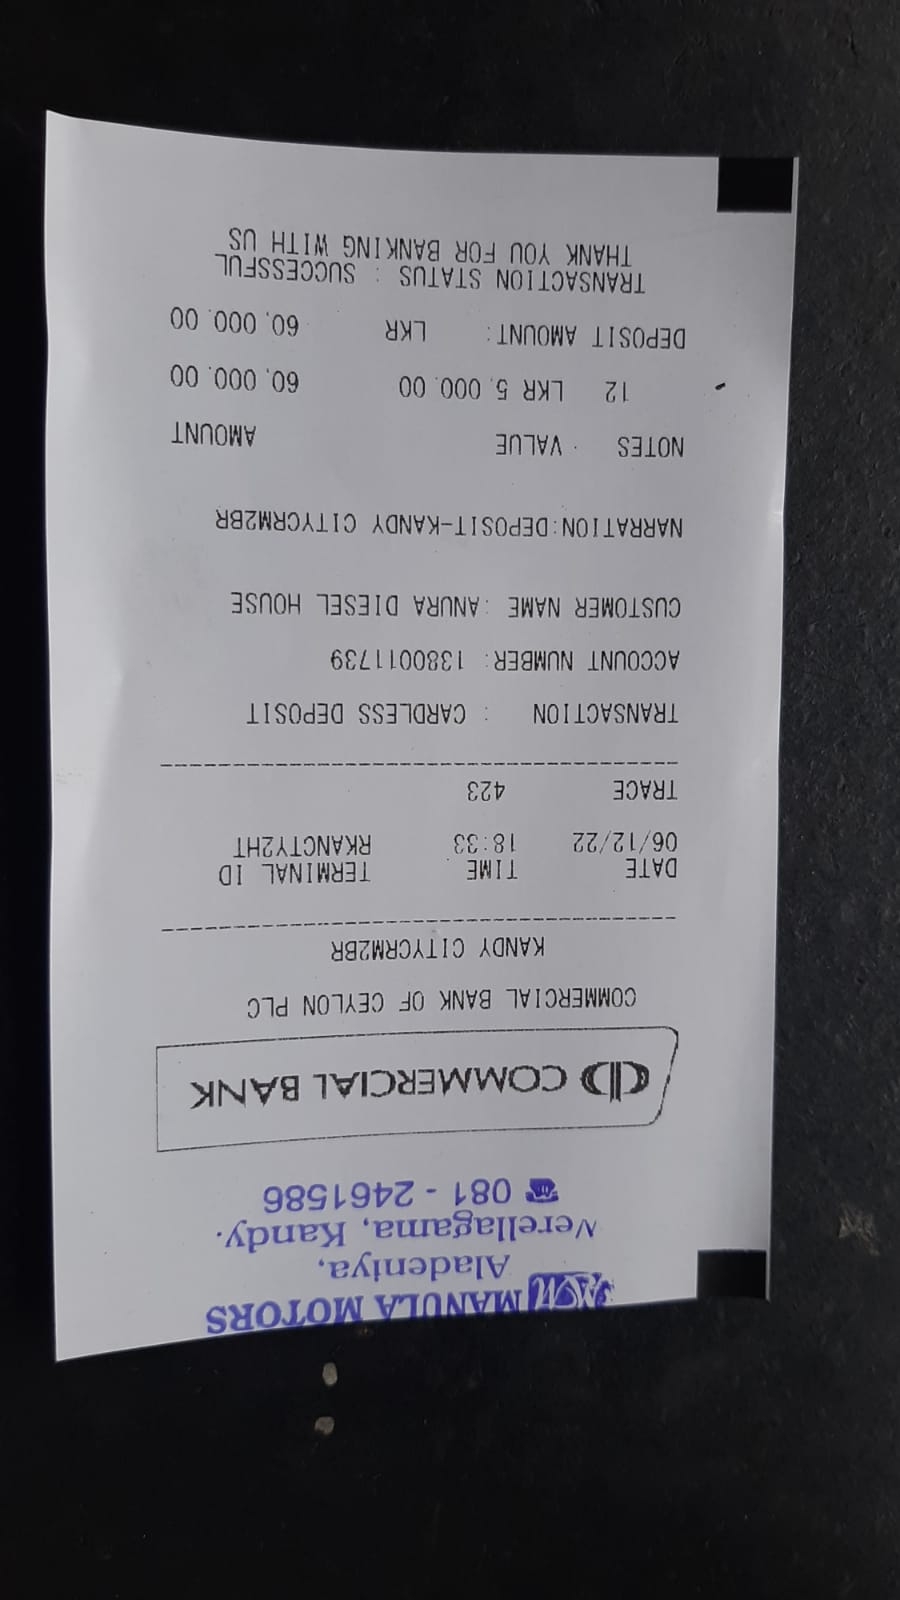 MANULA MOTORS
Aladeniya,
Werellagama, Kandy.
☎ 081 - 2461586
COMMERCIAL BANK
COMMERCIAL BANK OF CEYLON PLC
KANDY CITYCRM2BR
DATE TIME TERMINAL ID
06/12/22 18:33 RKANCTY2HT
TRACE 423
TRANSACTION : CARDLESS DEPOSIT
ACCOUNT NUMBER: 1380011739
CUSTOMER NAME :ANURA DIESEL HOUSE
NARRATION:DEPOSIT-KANDY CITYCRM2BR
NOTES VALUE AMOUNT
12 LKR 5,000.00 60,000.00
DEPOSIT AMOUNT: LKR 60,000.00
TRANSACTION STATUS : SUCCESSFUL
THANK YOU FOR BANKING WITH US